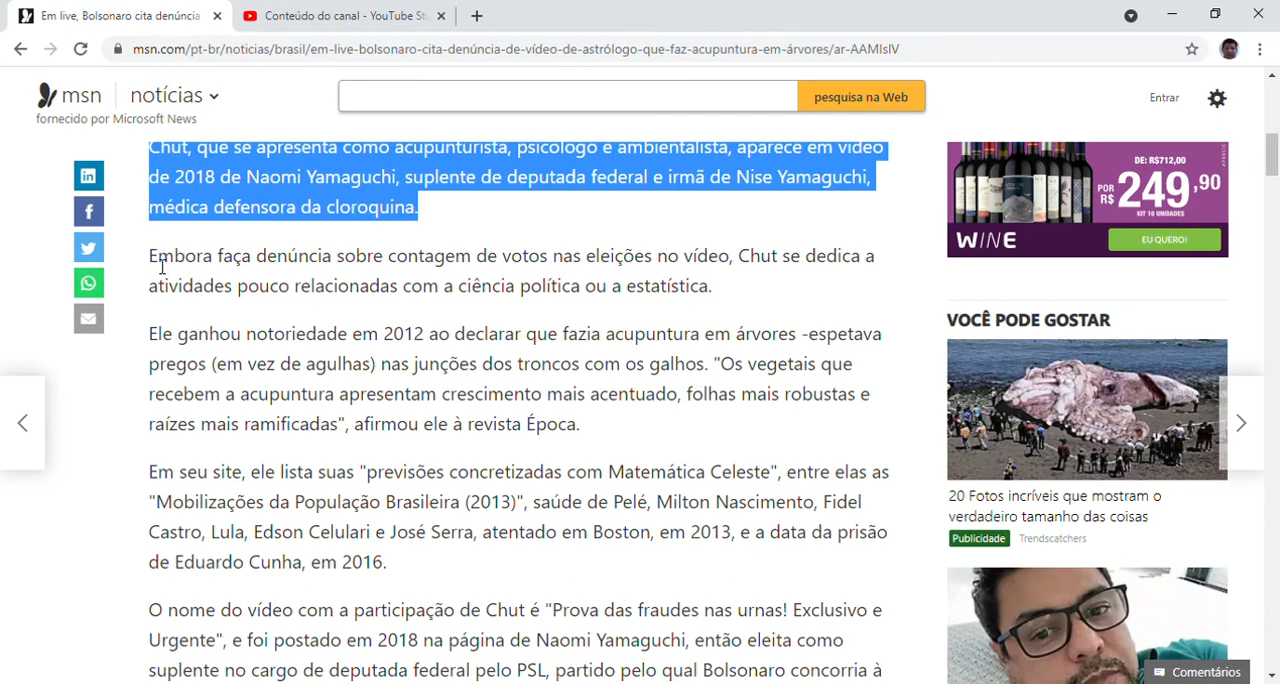 Em live, Bolsonaro cita denúncia
Conteúdo do canal - YouTube Stu
msn.com/pt-br/noticias/brasil/em-live-bolsonaro-cita-denúncia-de-vídeo-de-astrólogo-que-faz-acupuntura-em-árvores/ar-AAMIsIV
msn
notícias
pesquisa na Web
Entrar
fornecido por Microsoft News
Chut, que se apresenta como acupunturista, psicólogo e ambientalista, aparece em vídeo
de 2018 de Naomi Yamaguchi, suplente de deputada federal e irmã de Nise Yamaguchi,
médica defensora da cloroquina.
Embora faça denúncia sobre contagem de votos nas eleições no vídeo, Chut se dedica a
atividades pouco relacionadas com a ciência política ou a estatística.
Ele ganhou notoriedade em 2012 ao declarar que fazia acupuntura em árvores -espetava
pregos (em vez de agulhas) nas junções dos troncos com os galhos. "Os vegetais que
recebem a acupuntura apresentam crescimento mais acentuado, folhas mais robustas e
raízes mais ramificadas", afirmou ele à revista Época.
Em seu site, ele lista suas "previsões concretizadas com Matemática Celeste", entre elas as
"Mobilizações da População Brasileira (2013)", saúde de Pelé, Milton Nascimento, Fidel
Castro, Lula, Edson Celulari e José Serra, atentado em Boston, em 2013, e a data da prisão
de Eduardo Cunha, em 2016.
O nome do vídeo com a participação de Chut é "Prova das fraudes nas urnas! Exclusivo e
Urgente", e foi postado em 2018 na página de Naomi Yamaguchi, então eleita como
suplente no cargo de deputada federal pelo PSL, partido pelo qual Bolsonaro concorria à
DE: R$712,00
POR
R$ 249,90
KIT 10 UNIDADES
WINE
EU QUERO!
VOCÊ PODE GOSTAR
20 Fotos incríveis que mostram o
verdadeiro tamanho das coisas
Publicidade
Trendscatchers
Comentários